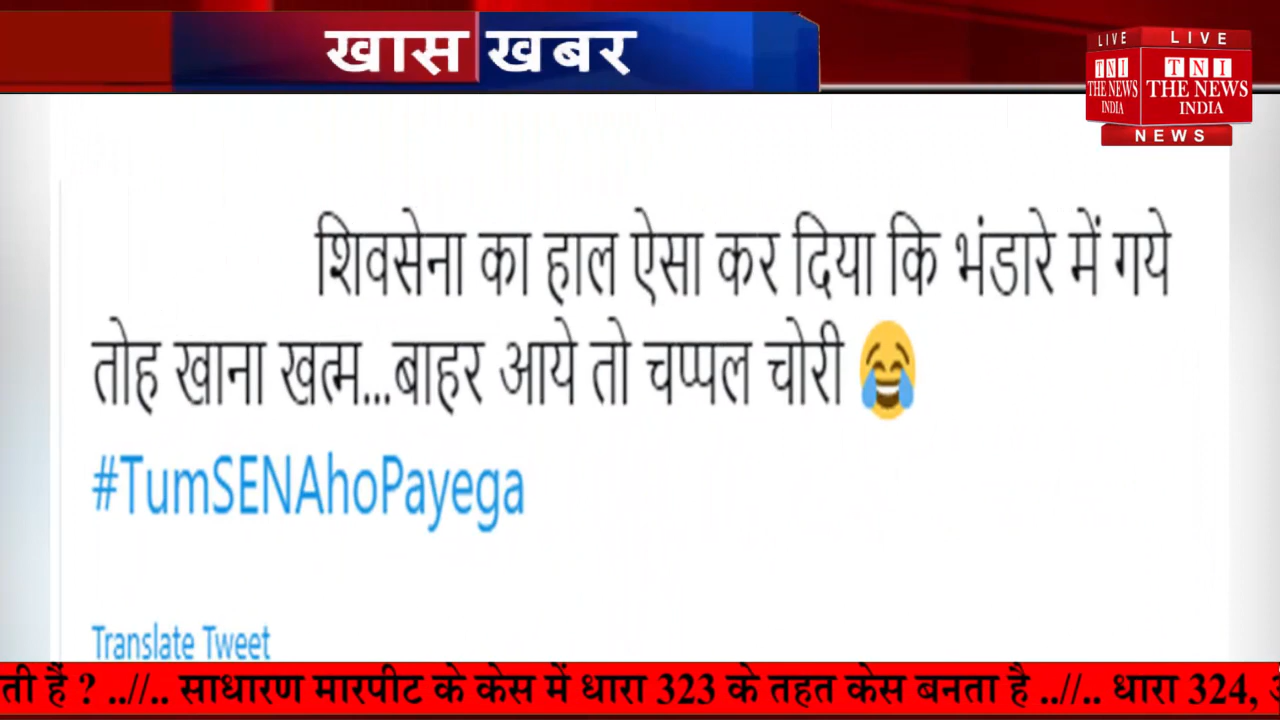 खास खबर
LIVE LIVE
TNI TNI
THE NEWS THE NEWS
INDIA INDIA
NEWS
शिवसेना का हाल ऐसा कर दिया कि भंडारे में गये
तोह खाना खत्म...बाहर आये तो चप्पल चोरी 😂
#TumSENAhoPayega
Translate Tweet
ती हैं ? ..//.. साधारण मारपीट के केस में धारा 323 के तहत केस बनता है ..//.. धारा 324,